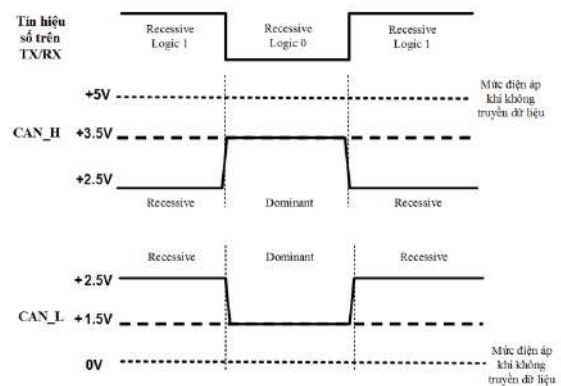 Tín hiệu
số trên
TX/RX
Recessive
Logic 1
Recessive
Logic 0
Recessive
Logic 1
+5V
Mức điện áp
khi không
truyền dữ liệu
CAN_H +3.5V
+2.5V
Recessive Dominant Recessive
Recessive Dominant Recessive
+2.5V
CAN_L +1.5V
0V
Mức điện áp
khi không
truyền dữ liệu